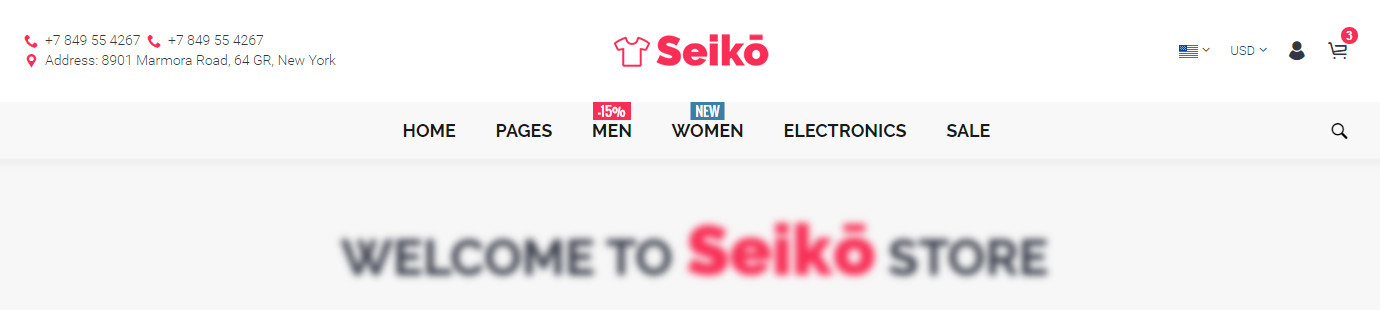 +7 849 55 4267 +7 849 55 4267
Address: 8901 Marmora Road, 64 GR, New York
Seikō
USD
3
-15%
NEW
HOME PAGES MEN WOMEN ELECTRONICS SALE
WELCOME TO Seikō STORE